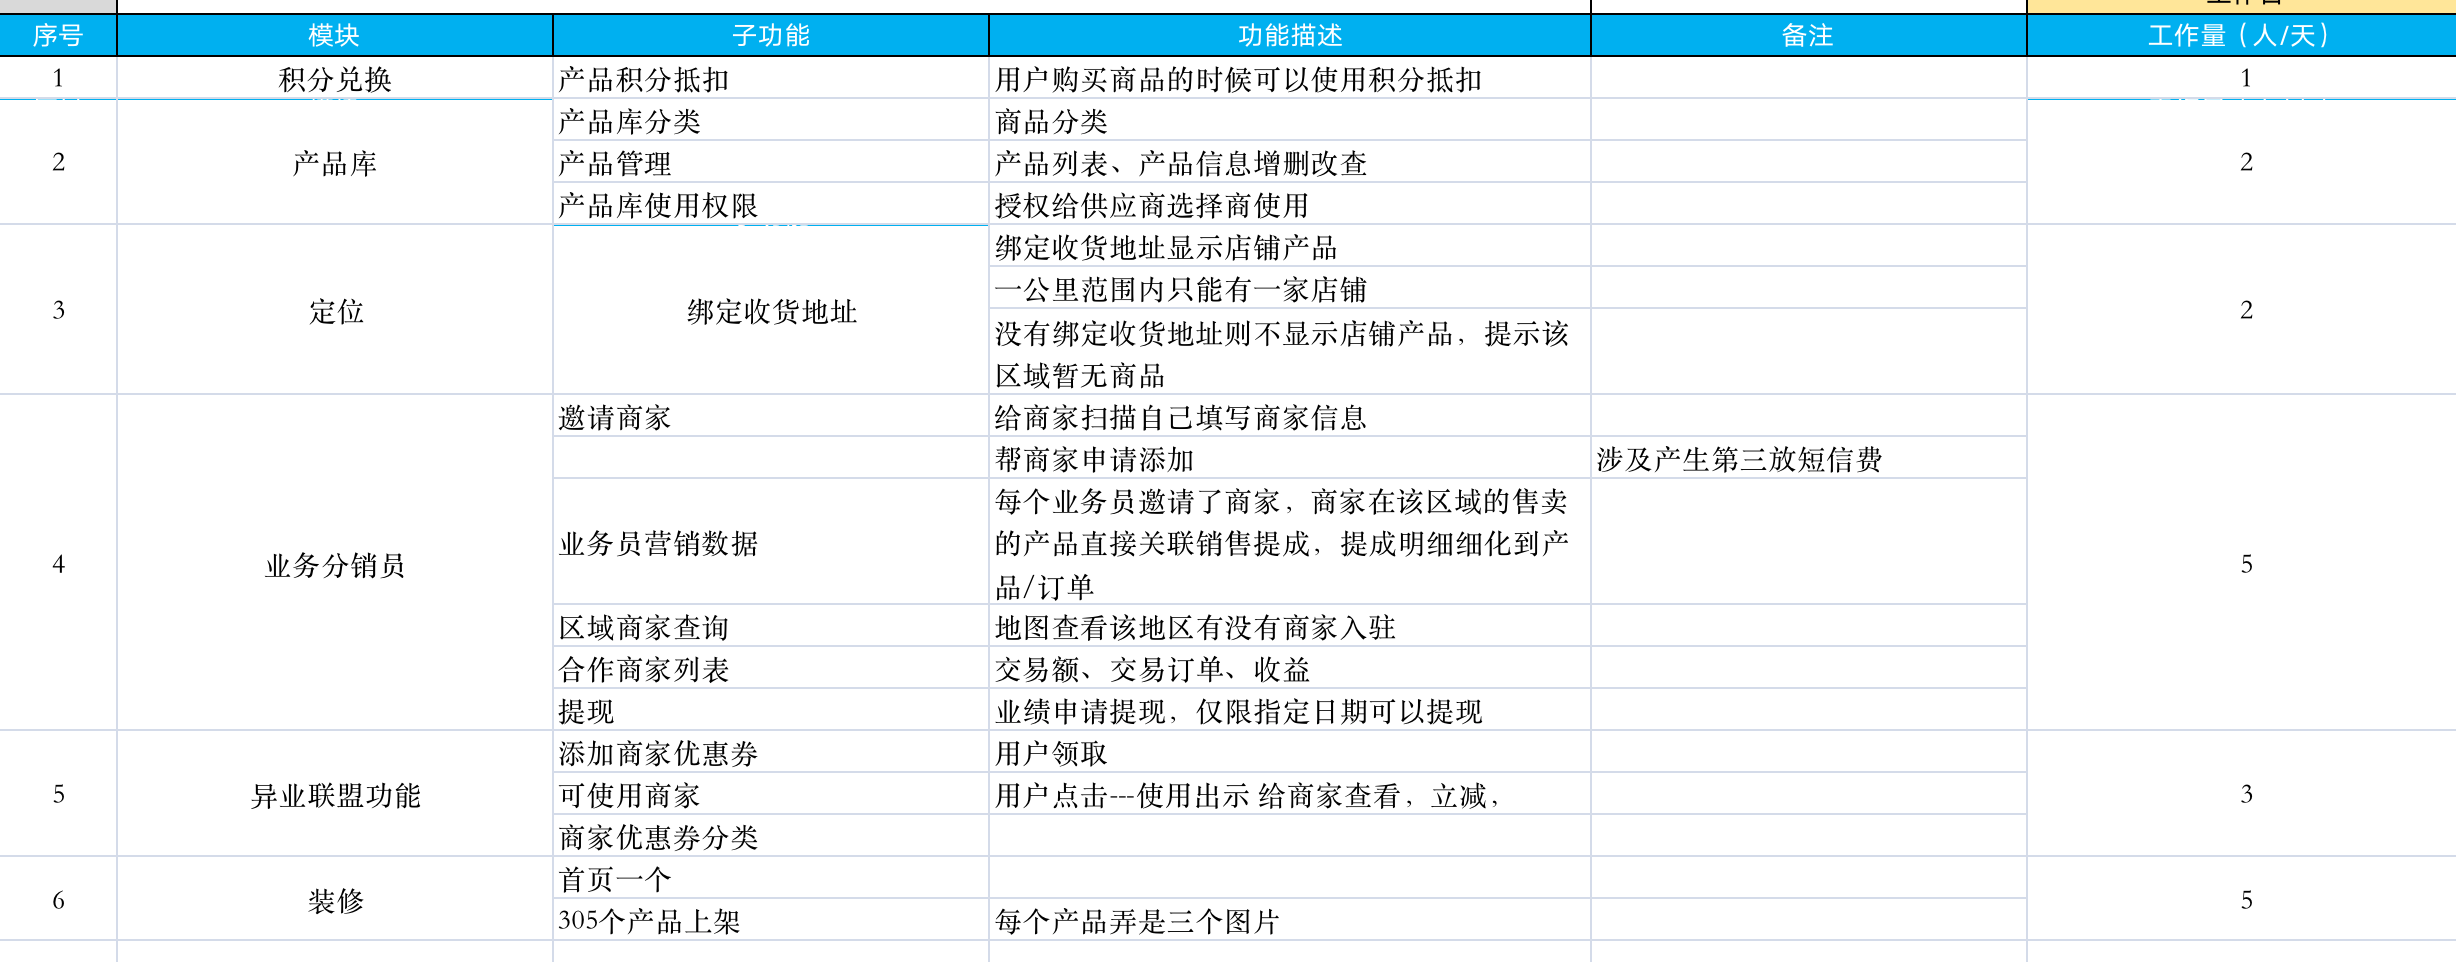 序号 模块 子功能 功能描述 备注 工作量（人/天）
1 积分兑换 产品积分抵扣 用户购买商品的时候可以使用积分抵扣 1
产品库分类 商品分类
2 产品库 产品管理 产品列表、产品信息增删改查 2
产品库使用权限 授权给供应商选择商使用
绑定收货地址显示店铺产品
一公里范围内只能有一家店铺
3 定位 绑定收货地址 2
没有绑定收货地址则不显示店铺产品，提示该
区域暂无商品
邀请商家 给商家扫描自己填写商家信息
帮商家申请添加 涉及产生第三放短信费
每个业务员邀请了商家，商家在该区域的售卖
业务员营销数据 的产品直接关联销售提成，提成明细细化到产
品/订单
4 业务分销员 5
区域商家查询 地图查看该地区有没有商家入驻
合作商家列表 交易额、交易订单、收益
提现 业绩申请提现，仅限指定日期可以提现
添加商家优惠券 用户领取
5 异业联盟功能 可使用商家 用户点击---使用出示 给商家查看，立减， 3
商家优惠券分类
首页一个
6 装修 5
305个产品上架 每个产品弄是三个图片